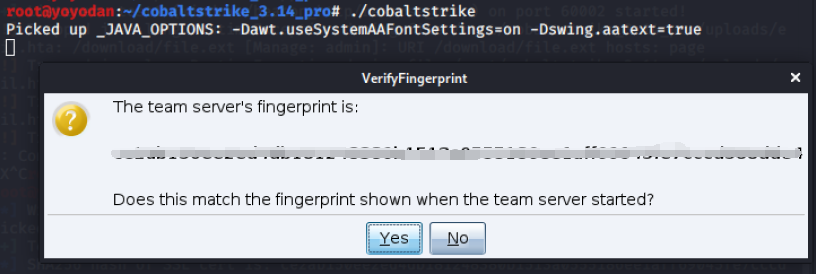 root@yoyodan:~/cobaltstrike_3.14_pro# ./cobaltstrike
Picked up _JAVA_OPTIONS: -Dawt.useSystemAAFontSettings=on -Dswing.aatext=true
VerifyFingerprint
The team server's fingerprint is:
Does this match the fingerprint shown when the team server started?
Yes No